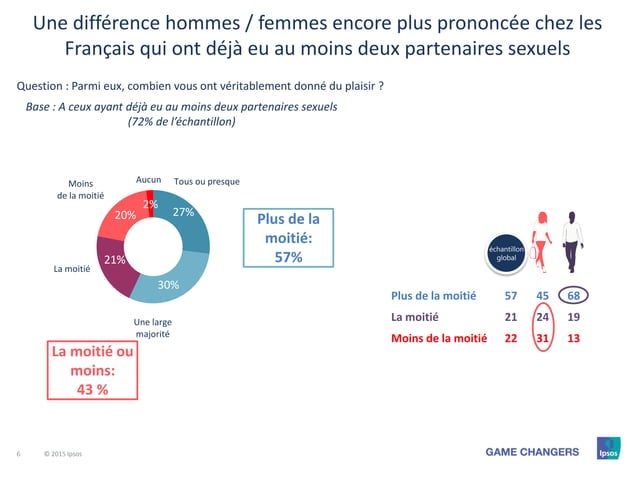 Une différence hommes / femmes encore plus prononcée chez les
Français qui ont déjà eu au moins deux partenaires sexuels
Question : Parmi eux, combien vous ont véritablement donné du plaisir ?
Base : A ceux ayant déjà eu au moins deux partenaires sexuels
(72% de l’échantillon)
Moins
de la moitié
Aucun
Tous ou presque
2%
27%
20%
21%
30%
La moitié
Une large
majorité
Plus de la
moitié:
57%
La moitié ou
moins:
43 %
échantillon
global
Plus de la moitié 57 45 68
La moitié 21 24 19
Moins de la moitié 22 31 13
6 © 2015 Ipsos
GAME CHANGERS
Ipsos